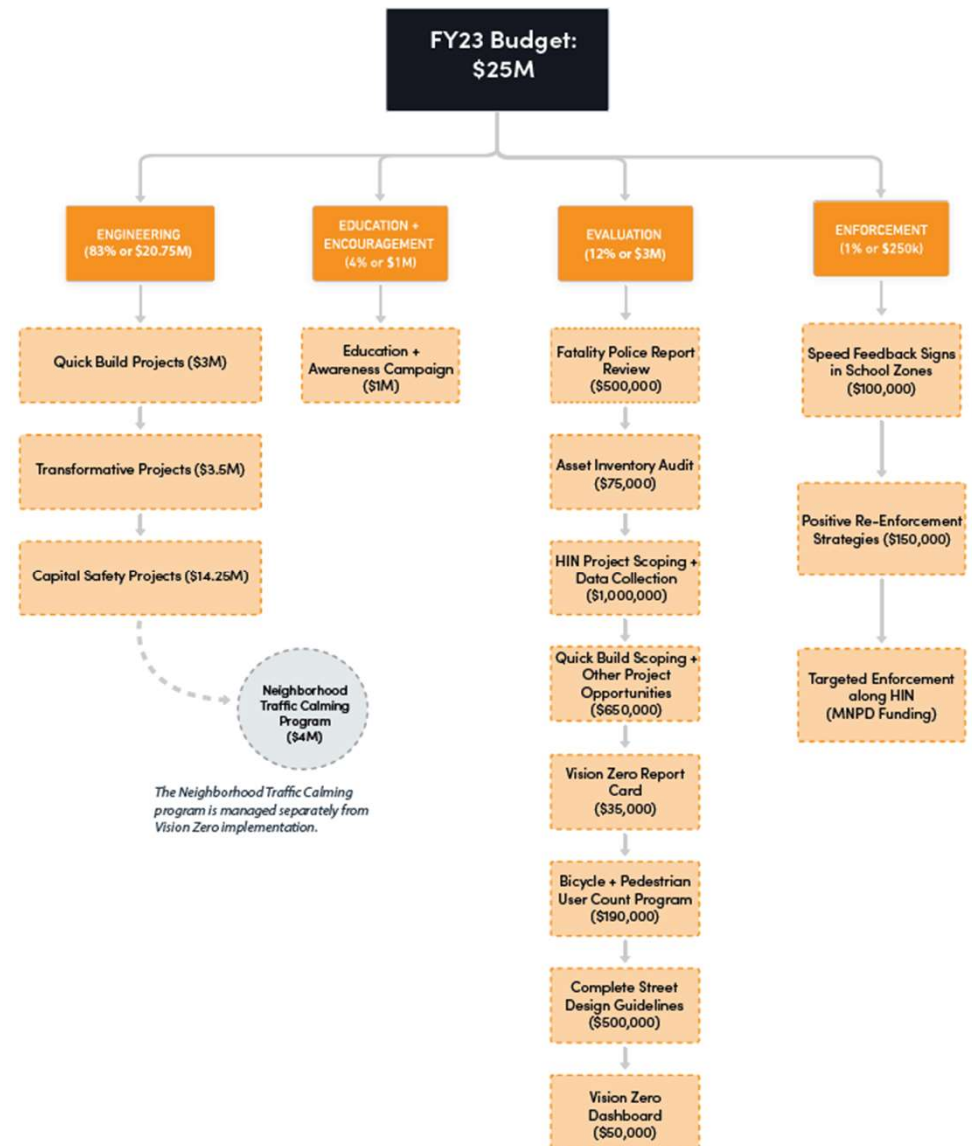 FY23 Budget:
$25M
ENGINEERING
(83% or $20.75M)
Quick Build Projects ($3M)
Transformative Projects ($3.5M)
Capital Safety Projects ($14.25M)
Neighborhood
Traffic Calming
Program
($4M)
The Neighborhood Traffic Calming
program is managed separately from
Vision Zero implementation.
EDUCATION +
ENCOURAGEMENT
(4% or $1M)
Education +
Awareness Campaign
($1M)
EVALUATION
(12% or $3M)
Fatality Police Report
Review
($500,000)
Asset Inventory Audit
($75,000)
HIN Project Scoping +
Data Collection
($1,000,000)
Quick Build Scoping +
Other Project
Opportunities
($650,000)
Vision Zero Report
Card
($35,000)
Bicycle + Pedestrian
User Count Program
($190,000)
Complete Street
Design Guidelines
($500,000)
Vision Zero
Dashboard
($50,000)
ENFORCEMENT
(1% or $250k)
Speed Feedback Signs
in School Zones
($100,000)
Positive Re-Enforcement
Strategies ($150,000)
Targeted Enforcement
along HIN
(MNPD Funding)